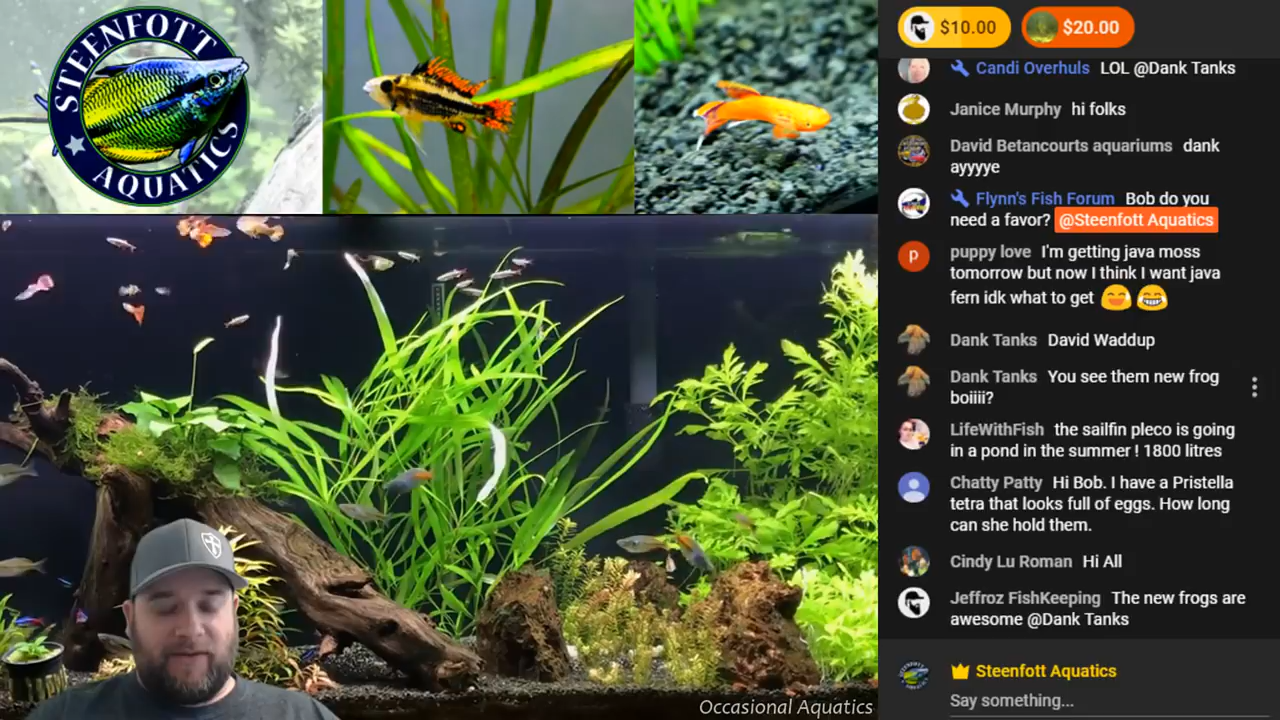 STEENFOTT
AQUATICS
Occasional Aquatics
$10.00
$20.00
Candi Overhuls LOL @Dank Tanks
Janice Murphy hi folks
David Betancourts aquariums dank
ayyyye
Flynn's Fish Forum Bob do you
need a favor? @Steenfott Aquatics
p
puppy love I'm getting java moss
tomorrow but now I think I want java
fern idk what to get
Dank Tanks David Waddup
Dank Tanks You see them new frog
boiiii?
LifeWithFish the sailfin pleco is going
in a pond in the summer ! 1800 litres
Chatty Patty Hi Bob. I have a Pristella
tetra that looks full of eggs. How long
can she hold them.
Cindy Lu Roman Hi All
Jeffroz FishKeeping The new frogs are
awesome @Dank Tanks
Steenfott Aquatics
Say something...